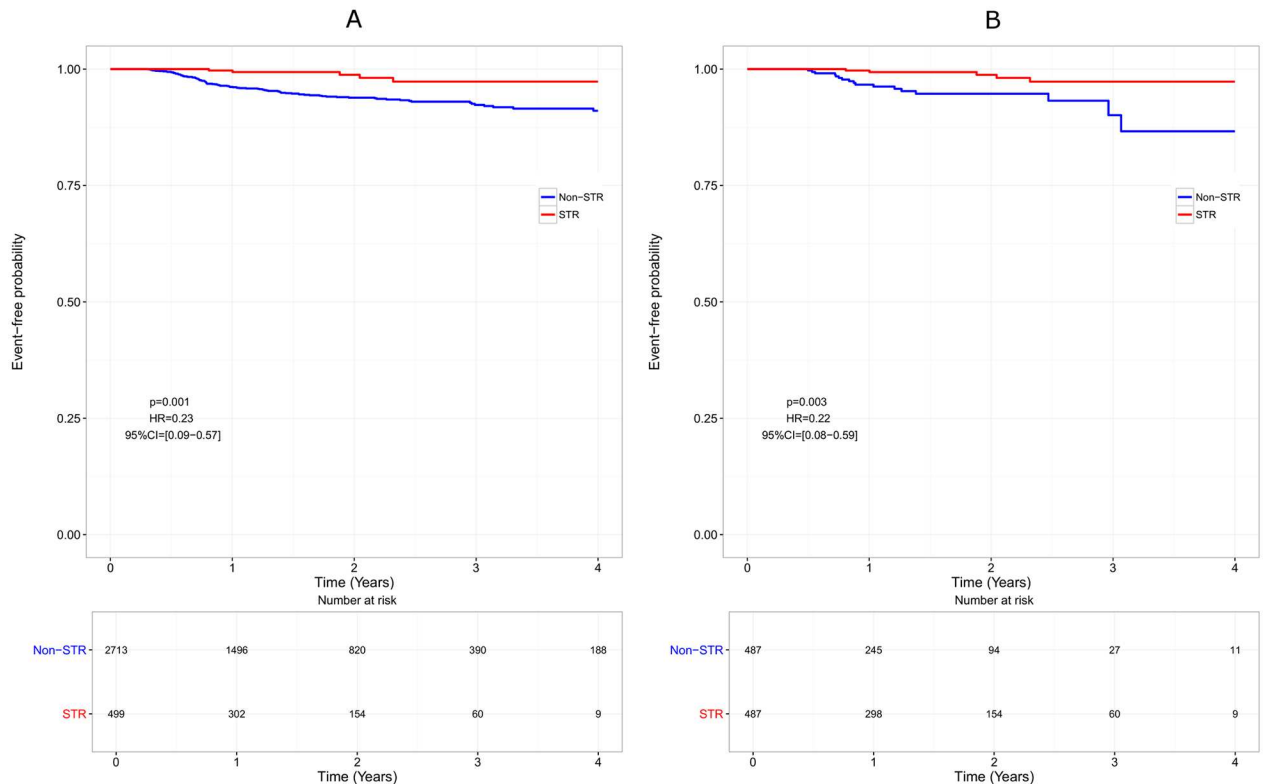 A
Event−free probability
1.00
0.75
0.50
0.25
0.00
Non−STR
STR
p=0.001
HR=0.23
95%CI=[0.09−0.57]
0 1 2 3 4
Time (Years)
Number at risk
Non−STR 2713 1496 820 390 188
STR 499 302 154 60 9
0 1 2 3 4
Time (Years)
B
Event−free probability
1.00
0.75
0.50
0.25
0.00
Non−STR
STR
p=0.003
HR=0.22
95%CI=[0.08−0.59]
0 1 2 3 4
Time (Years)
Number at risk
Non−STR 487 245 94 27 11
STR 487 298 154 60 9
0 1 2 3 4
Time (Years)